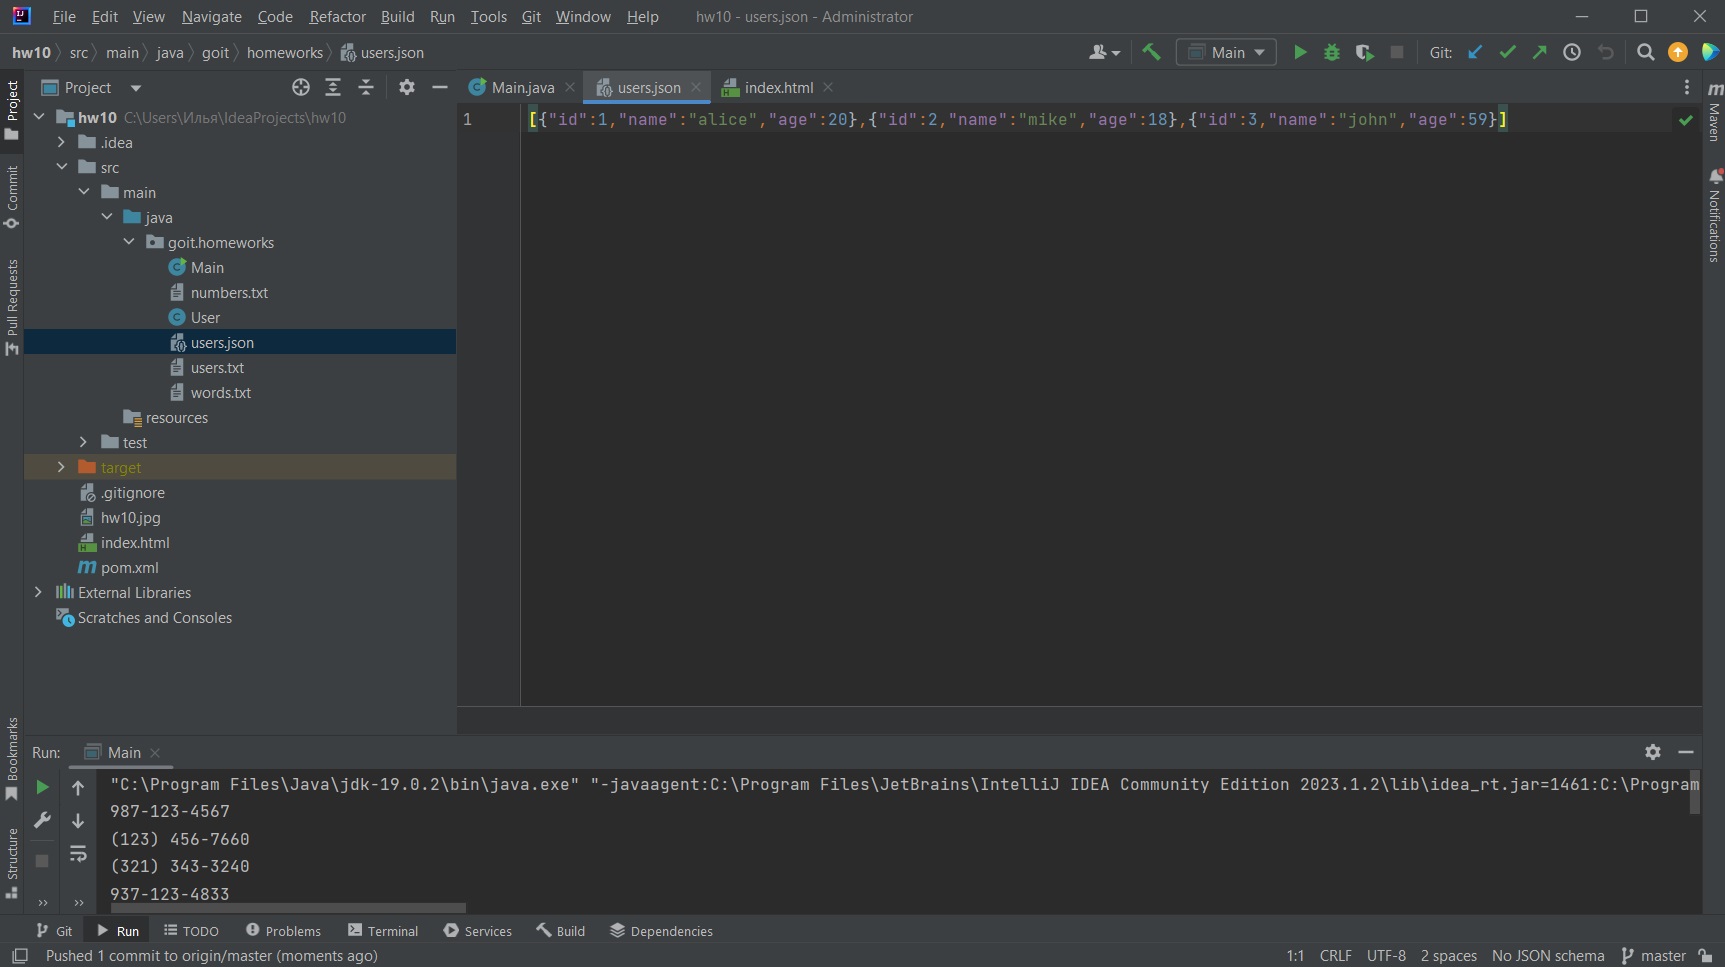 File Edit View Navigate Code Refactor Build Run Tools Git Window Help hw10 - users.json - Administrator
hw10 src main java goit homeworks users.json Main Git:
Project Main.java users.json index.html
hw10 C:\Users\Илья\IdeaProjects\hw10
1 [{"id":1,"name":"alice","age":20},{"id":2,"name":"mike","age":18},{"id":3,"name":"john","age":59}]
.idea
src
main
java
goit.homeworks
Main
numbers.txt
User
users.json
users.txt
words.txt
resources
test
target
.gitignore
hw10.jpg
index.html
pom.xml
External Libraries
Scratches and Consoles
Project
Commit
Pull Requests
Bookmarks
Structure
Maven
Notifications
Run: Main
"C:\Program Files\Java\jdk-19.0.2\bin\java.exe" "-javaagent:C:\Program Files\JetBrains\IntelliJ IDEA Community Edition 2023.1.2\lib\idea_rt.jar=1461:C:\Program
987-123-4567
(123) 456-7660
(321) 343-3240
937-123-4833
Git Run TODO Problems Terminal Services Build Dependencies
Pushed 1 commit to origin/master (moments ago) 1:1 CRLF UTF-8 2 spaces No JSON schema master